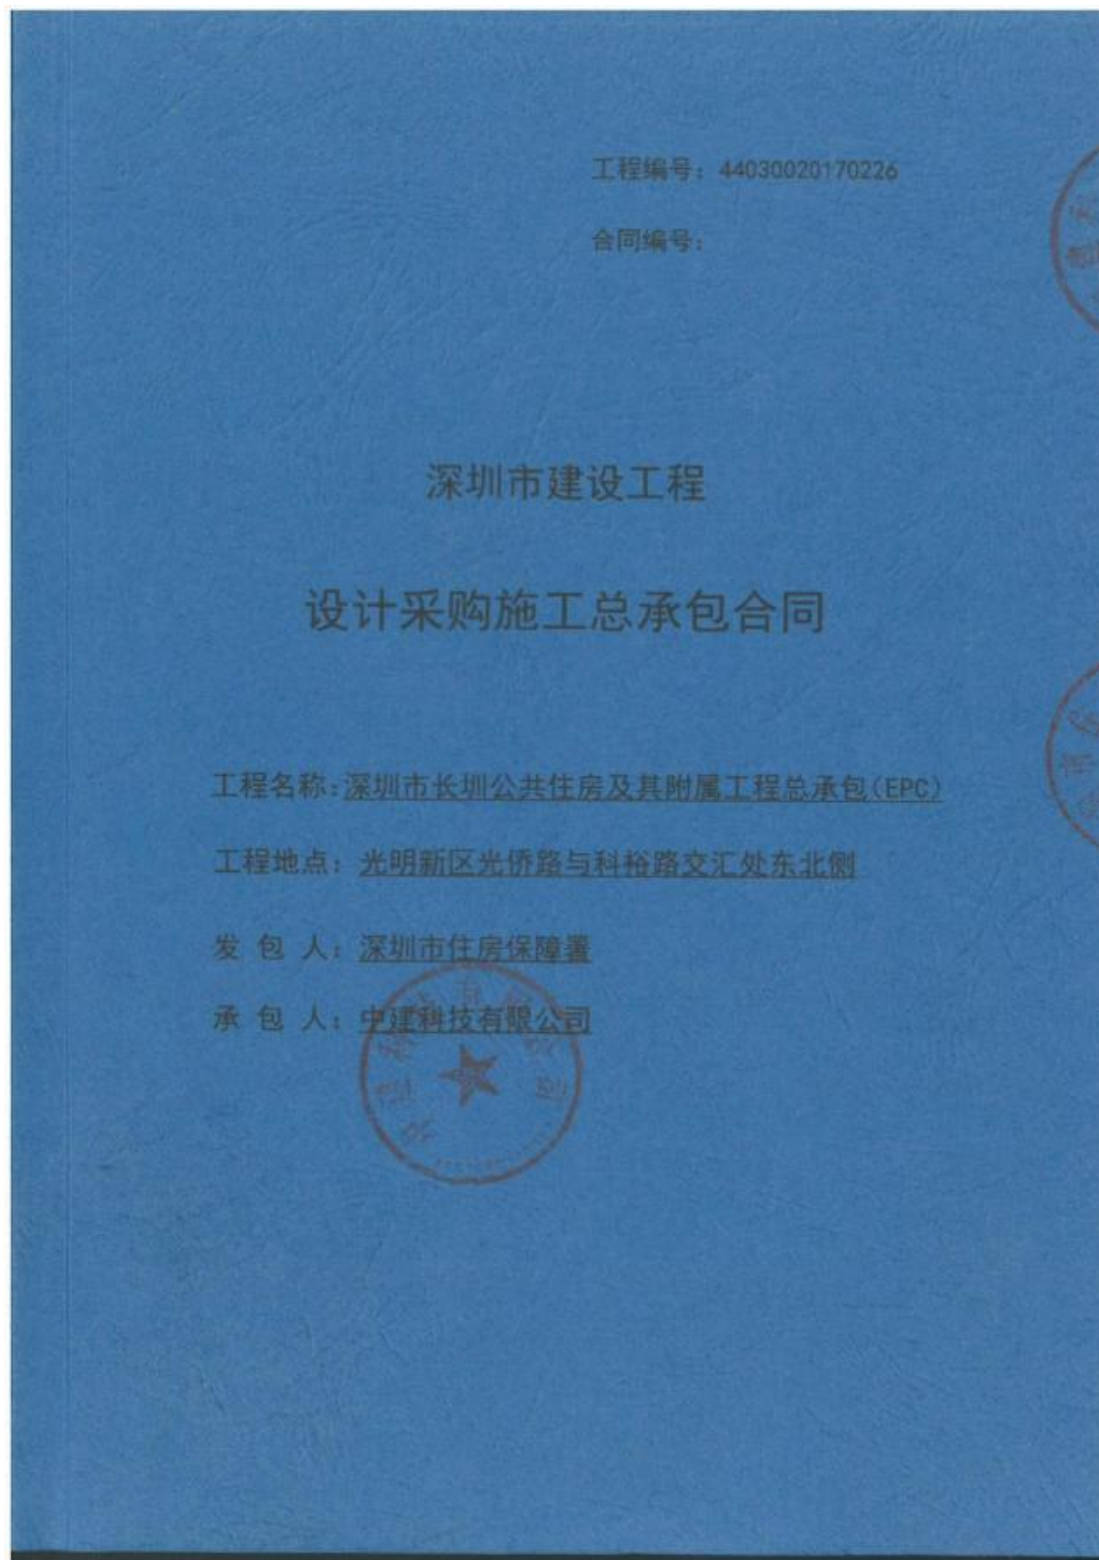 工程编号：44030020170226
合同编号：
深圳市建设工程
设计采购施工总承包合同
工程名称：深圳市长圳公共住房及其附属工程总承包(EPC)
工程地点：光明新区光侨路与科裕路交汇处东北侧
发 包 人：深圳市住房保障署
承 包 人：中建科技有限公司